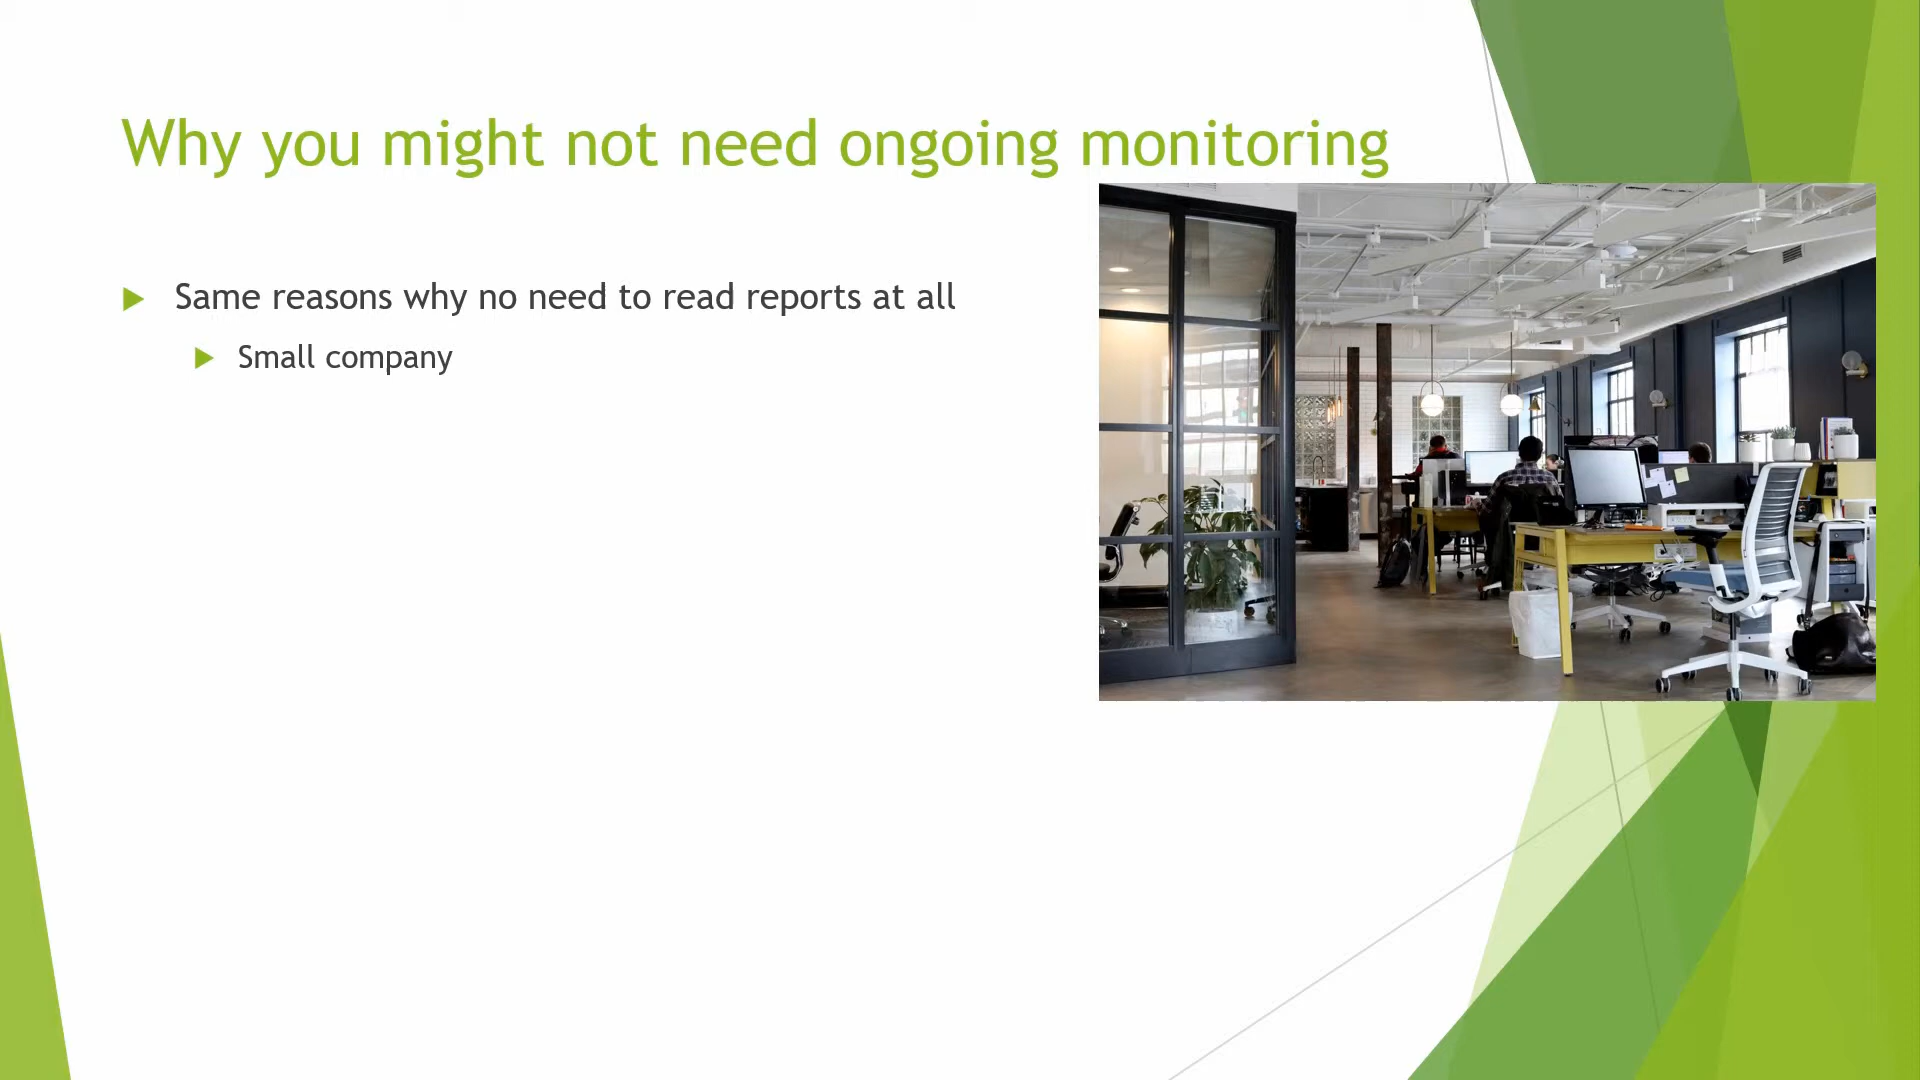 Why you might not need ongoing monitoring
Same reasons why no need to read reports at all
Small company